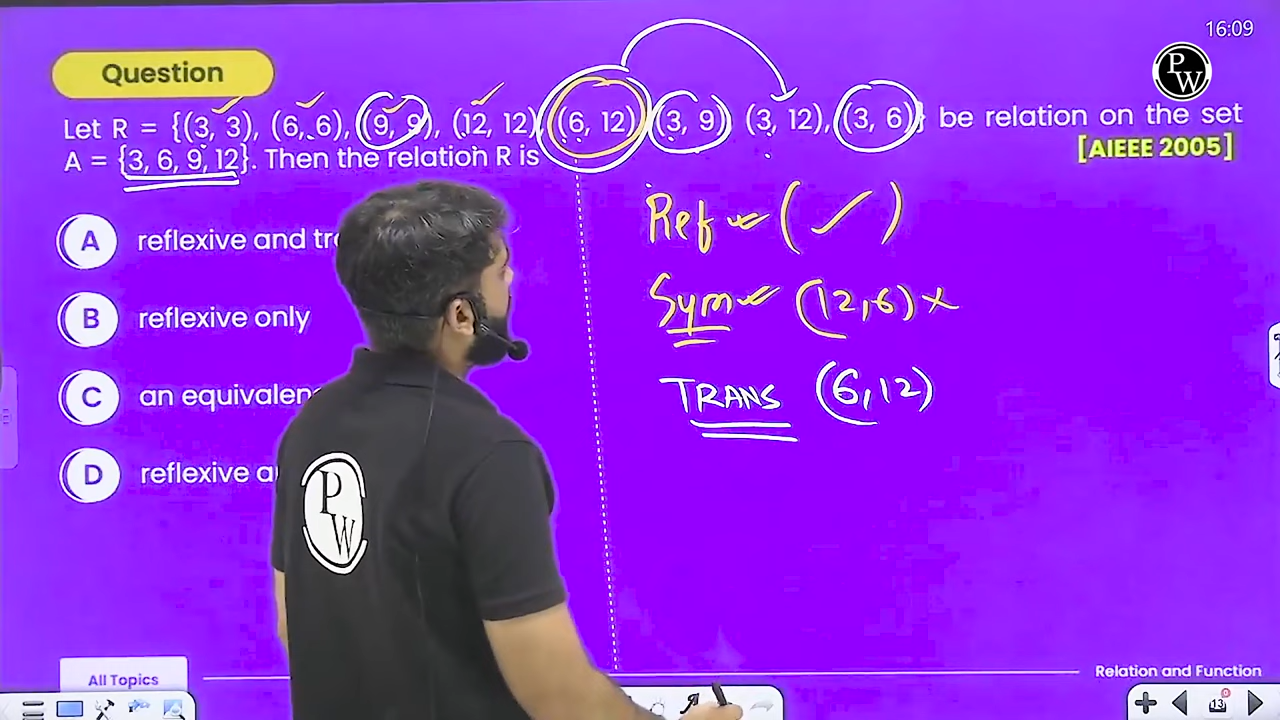 16:09
Question
P
W
Let R = {(3, 3), (6, 6), (9, 9), (12, 12), (6, 12), (3, 9), (3, 12), (3, 6)} be relation on the set
A = {3, 6, 9, 12}. Then the relation R is
[AIEEE 2005]
A reflexive and
B reflexive only
C an
D reflexive
Ref (✓)
Sym (12,6) ×
TRANS (6,12)
P
W
All Topics
Relation and Function
13